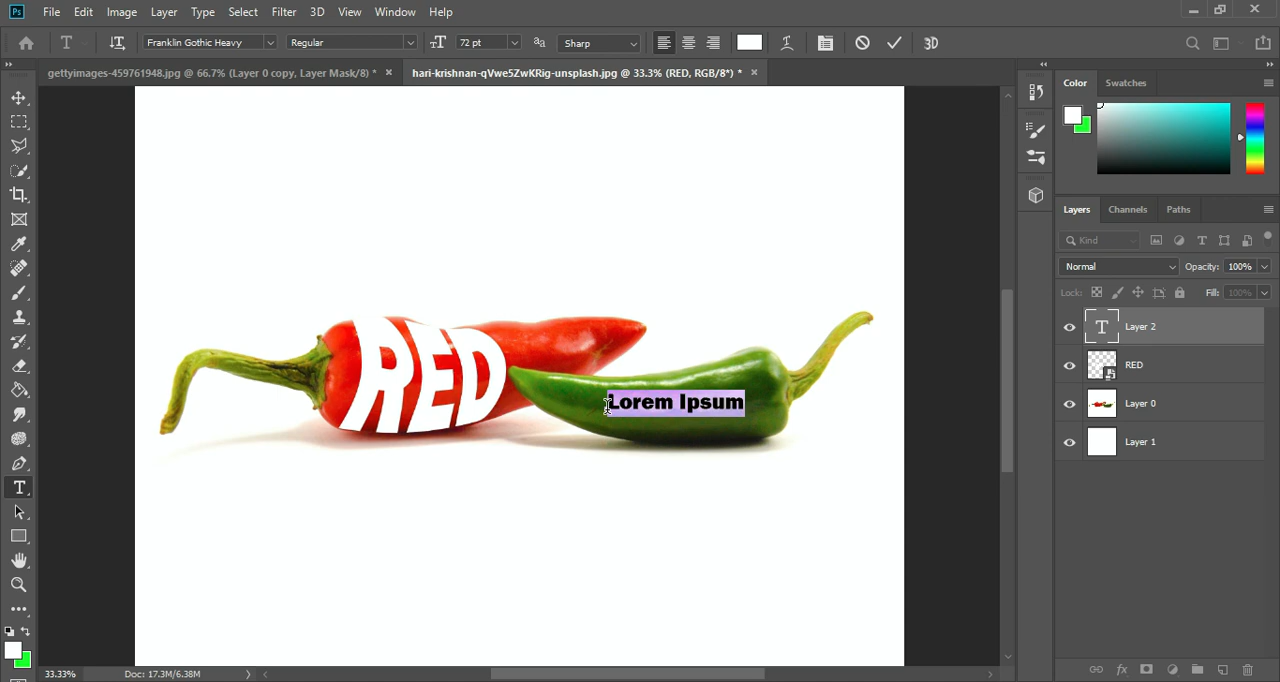 Ps File Edit Image Layer Type Select Filter 3D View Window Help
Franklin Gothic Heavy Regular 72 pt Sharp 3D
gettyimages-459761948.jpg @ 66.7% (Layer 0 copy, Layer Mask/8) * × hari-krishnan-qVwe5ZwKRig-unsplash.jpg @ 33.3% (RED, RGB/8*) * ×
Color Swatches
Layers Channels Paths
Kind
Normal Opacity: 100%
Lock: Fill: 100%
Layer 2
RED
Layer 0
Layer 1
RED
Lorem Ipsum
33.33% Doc: 17.3M/6.38M